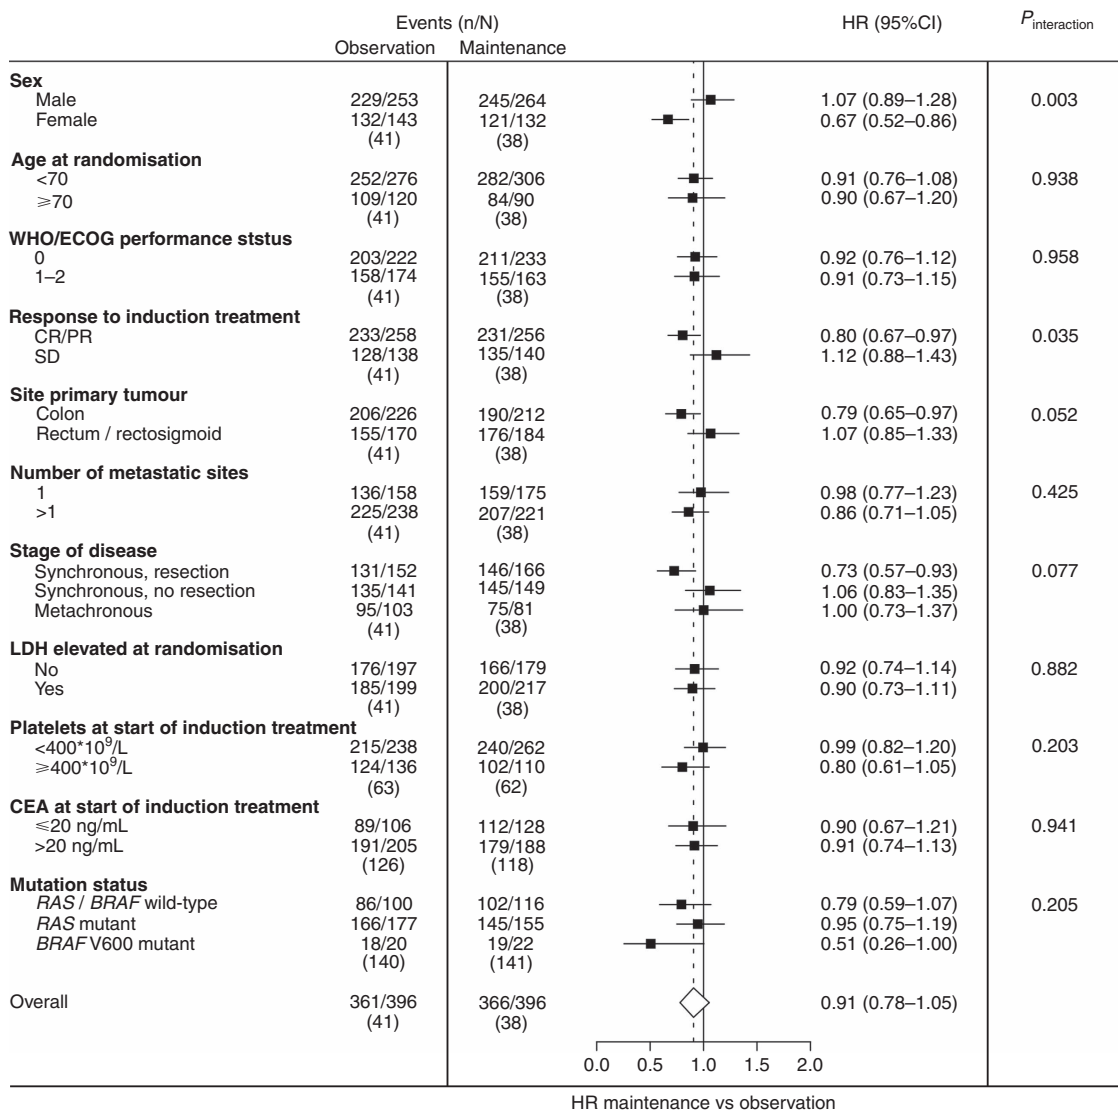 Events (n/N) HR (95%CI) Pinteraction
Observation Maintenance
Sex
Male 229/253 245/264 1.07 (0.89–1.28) 0.003
Female 132/143 121/132 0.67 (0.52–0.86)
(41) (38)
Age at randomisation
<70 252/276 282/306 0.91 (0.76–1.08) 0.938
⩾70 109/120 84/90 0.90 (0.67–1.20)
(41) (38)
WHO/ECOG performance ststus
0 203/222 211/233 0.92 (0.76–1.12) 0.958
1–2 158/174 155/163 0.91 (0.73–1.15)
(41) (38)
Response to induction treatment
CR/PR 233/258 231/256 0.80 (0.67–0.97) 0.035
SD 128/138 135/140 1.12 (0.88–1.43)
(41) (38)
Site primary tumour
Colon 206/226 190/212 0.79 (0.65–0.97) 0.052
Rectum / rectosigmoid 155/170 176/184 1.07 (0.85–1.33)
(41) (38)
Number of metastatic sites
1 136/158 159/175 0.98 (0.77–1.23) 0.425
>1 225/238 207/221 0.86 (0.71–1.05)
(41) (38)
Stage of disease
Synchronous, resection 131/152 146/166 0.73 (0.57–0.93) 0.077
Synchronous, no resection 135/141 145/149 1.06 (0.83–1.35)
Metachronous 95/103 75/81 1.00 (0.73–1.37)
(41) (38)
LDH elevated at randomisation
No 176/197 166/179 0.92 (0.74–1.14) 0.882
Yes 185/199 200/217 0.90 (0.73–1.11)
(41) (38)
Platelets at start of induction treatment
<400*10⁹/L 215/238 240/262 0.99 (0.82–1.20) 0.203
⩾400*10⁹/L 124/136 102/110 0.80 (0.61–1.05)
(63) (62)
CEA at start of induction treatment
⩽20 ng/mL 89/106 112/128 0.90 (0.67–1.21) 0.941
>20 ng/mL 191/205 179/188 0.91 (0.74–1.13)
(126) (118)
Mutation status
RAS / BRAF wild-type 86/100 102/116 0.79 (0.59–1.07) 0.205
RAS mutant 166/177 145/155 0.95 (0.75–1.19)
BRAF V600 mutant 18/20 19/22 0.51 (0.26–1.00)
(140) (141)
Overall 361/396 366/396 0.91 (0.78–1.05)
(41) (38)
0.0 0.5 1.0 1.5 2.0
HR maintenance vs observation